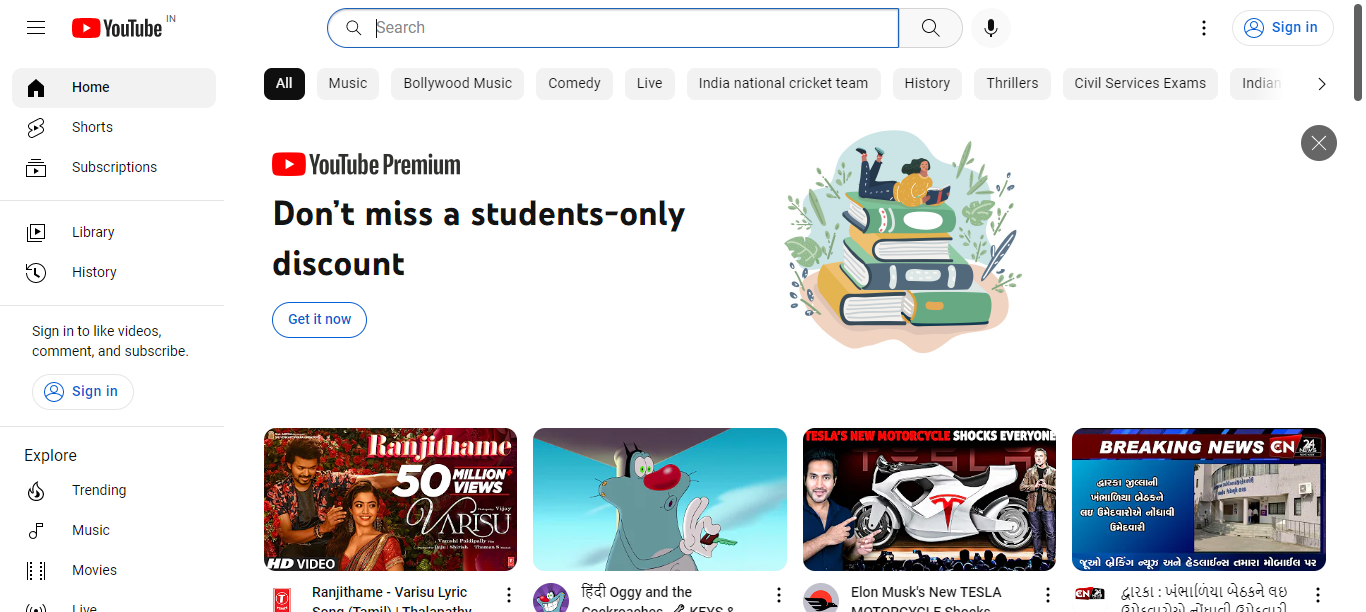 YouTube IN
Search
Sign in
Home
Shorts
Subscriptions
Library
History
Sign in to like videos,
comment, and subscribe.
Sign in
Explore
Trending
Music
Movies
Live
All Music Bollywood Music Comedy Live India national cricket team History Thrillers Civil Services Exams Indian
YouTube Premium
Don't miss a students-only
discount
Get it now
Ranjithame
50 MILLION+
VIEWS
VARISU
HD VIDEO
Ranjithame - Varisu Lyric
Song (Tamil) | Thalapathy
हिंदी Oggy and the
Cockroaches 🗝 KEYS &
TESLA'S NEW MOTORCYCLE SHOCKS EVERYONE
Elon Musk's New TESLA
MOTORCYCLE Shocks
BREAKING NEWS CN 24 NEWS
દ્વારકા જીલ્લાની
ખંભાળિયા બેઠકને
લઇ ઉમેદવારોએ નોંધાવી
ઉમેદવારી
જૂઓ બ્રેકિંગ ન્યૂઝ અને હેડલાઈન્સ તમારા મોબાઈલ પર
CN 24
દ્વારકા : ખંભાળિયા બેઠકને લઇ
ઉમેદવારોએ નોંધાવી ઉમેદવારી